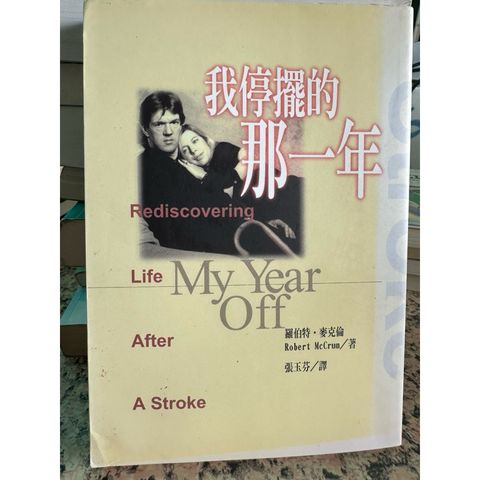 我停擺的
那一年
Rediscovering
Life
My Year
Off
After
羅伯特・麥克倫
Robert McCrum/著
張玉芬/譯
A Stroke